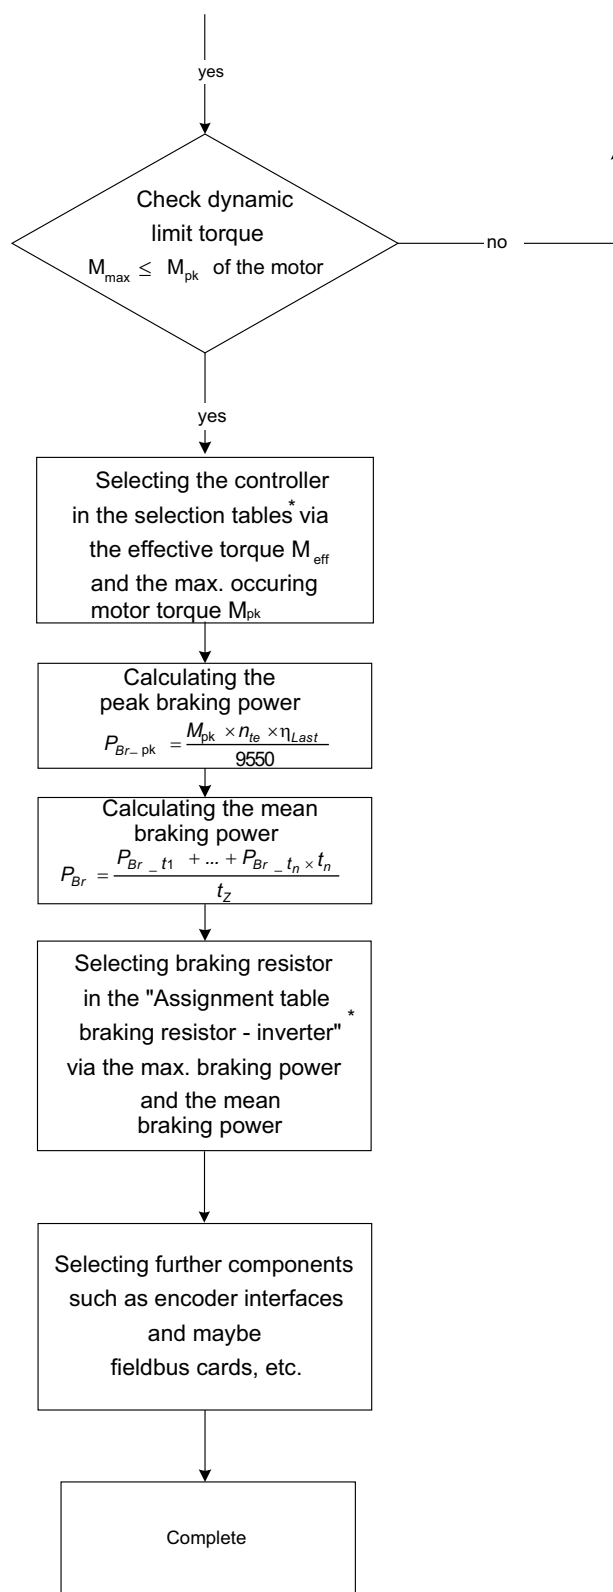 yes
Check dynamic
limit torque
M_max ≤ M_pk of the motor
no
yes
Selecting the controller
in the selection tables* via
the effective torque M_eff
and the max. occuring
motor torque M_pk
Calculating the
peak braking power
P_Br_pk = (M_pk × n_te × η_Last) / 9550
Calculating the mean
braking power
P_Br = (P_Br_t1 + ... + P_Br_t_n × t_n) / t_Z
Selecting braking resistor
in the "Assignment table
braking resistor - inverter" *
via the max. braking power
and the mean
braking power
Selecting further components
such as encoder interfaces
and maybe
fieldbus cards, etc.
Complete